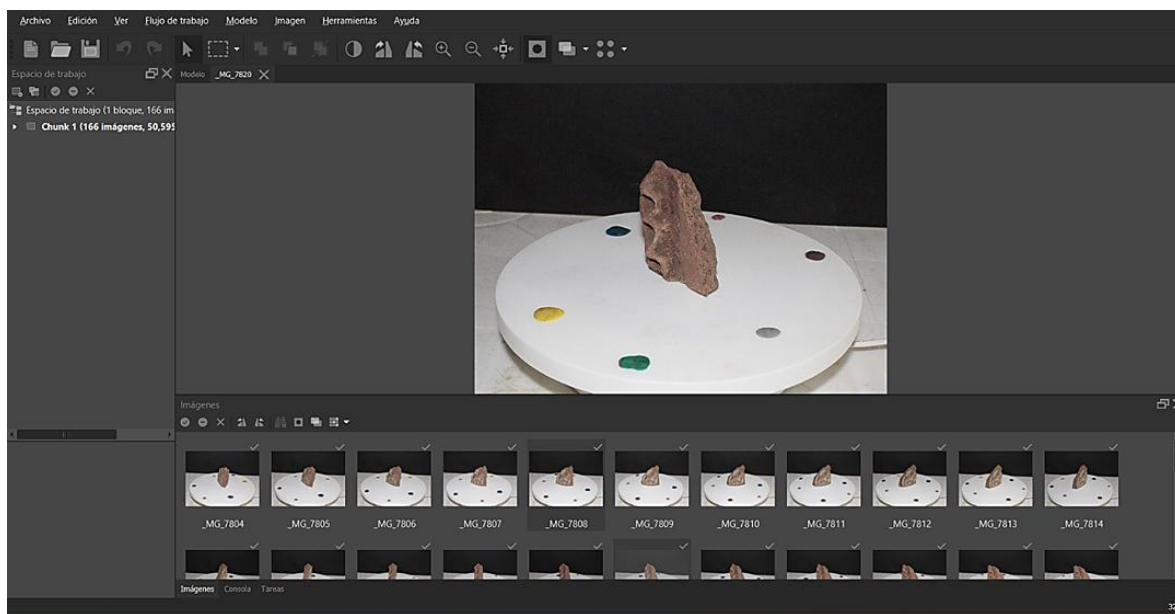 Archivo Edición Ver Flujo de trabajo Modelo Imagen Herramientas Ayuda
Espacio de trabajo
Modelo _MG_7820
Espacio de trabajo (1 bloque, 166 im
Chunk 1 (166 imágenes, 50,595
Imágenes
_MG_7804 _MG_7805 _MG_7806 _MG_7807 _MG_7808 _MG_7809 _MG_7810 _MG_7811 _MG_7812 _MG_7813 _MG_7814
Imágenes Consola Tareas